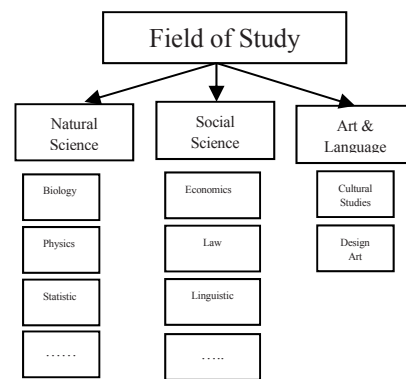 Field of Study
Natural
Science
Social
Science
Art &
Language
Biology
Physics
Statistic
……
Economics
Law
Linguistic
…..
Cultural
Studies
Design
Art